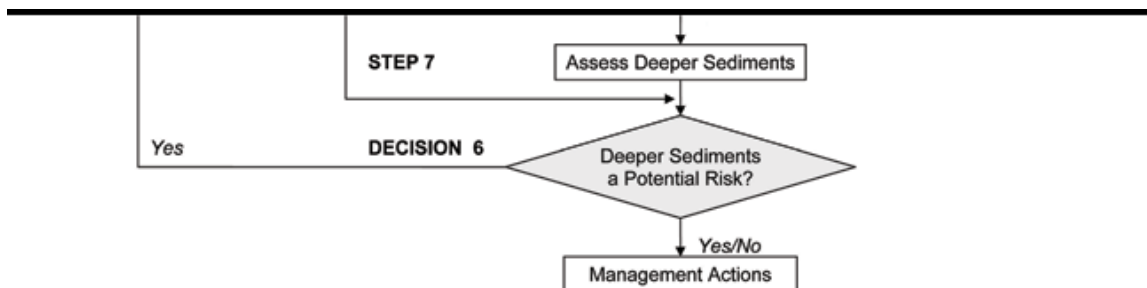 STEP 7
Assess Deeper Sediments
Yes
DECISION 6
Deeper Sediments
a Potential Risk?
Yes/No
Management Actions